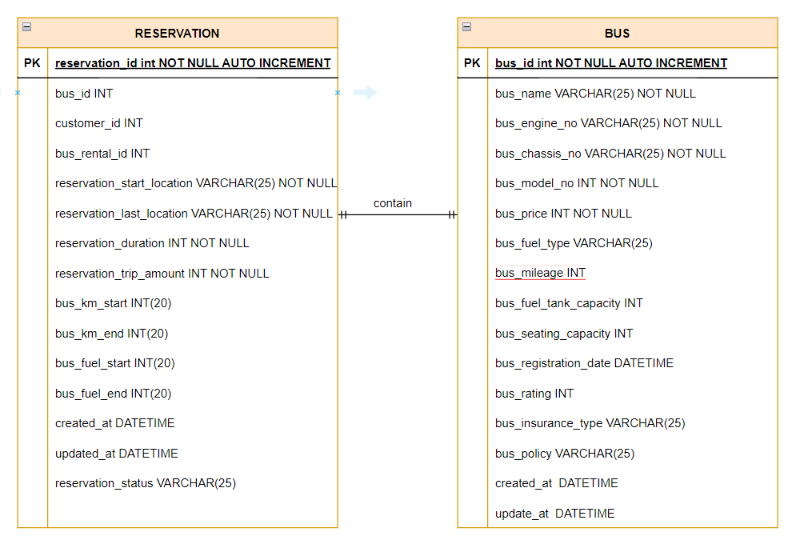 RESERVATION
PK reservation_id int NOT NULL AUTO INCREMENT
bus_id INT
customer_id INT
bus_rental_id INT
reservation_start_location VARCHAR(25) NOT NULL
reservation_last_location VARCHAR(25) NOT NULL
reservation_duration INT NOT NULL
reservation_trip_amount INT NOT NULL
bus_km_start INT(20)
bus_km_end INT(20)
bus_fuel_start INT(20)
bus_fuel_end INT(20)
created_at DATETIME
updated_at DATETIME
reservation_status VARCHAR(25)
contain
BUS
PK bus_id int NOT NULL AUTO INCREMENT
bus_name VARCHAR(25) NOT NULL
bus_engine_no VARCHAR(25) NOT NULL
bus_chassis_no VARCHAR(25) NOT NULL
bus_model_no INT NOT NULL
bus_price INT NOT NULL
bus_fuel_type VARCHAR(25)
bus_mileage INT
bus_fuel_tank_capacity INT
bus_seating_capacity INT
bus_registration_date DATETIME
bus_rating INT
bus_insurance_type VARCHAR(25)
bus_policy VARCHAR(25)
created_at  DATETIME
update_at  DATETIME